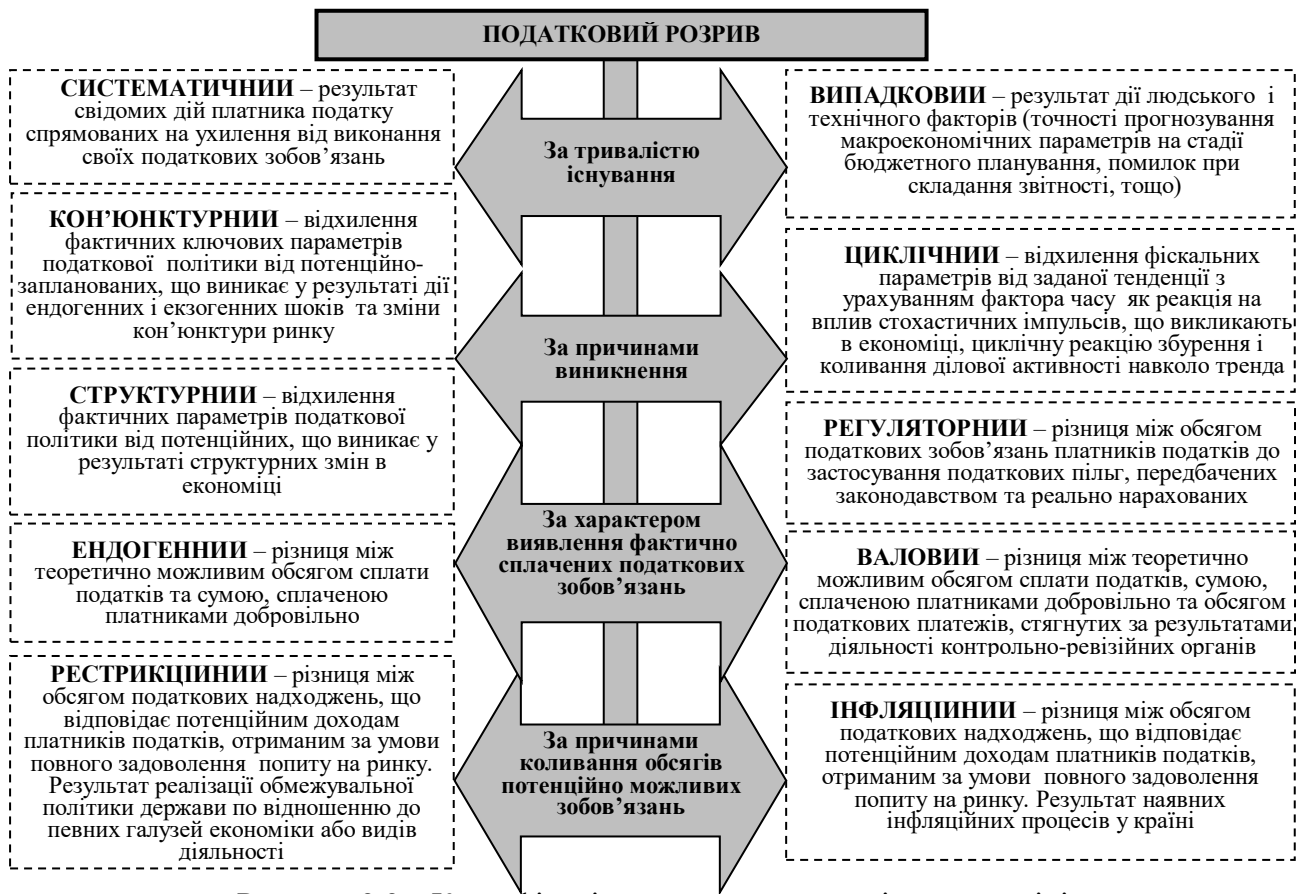 ПОДАТКОВИЙ РОЗРИВ
СИСТЕМАТИЧНИЙ – результат
свідомих дій платника податку
спрямованих на ухилення від виконання
своїх податкових зобов’язань
За тривалістю
існування
ВИПАДКОВИЙ – результат дії людського і
технічного факторів (точності прогнозування
макроекономічних параметрів на стадії
бюджетного планування, помилок при
складання звітності, тощо)
КОН’ЮНКТУРНИЙ – відхилення
фактичних ключових параметрів
податкової політики від потенційно-
запланованих, що виникає у результаті дії
ендогенних і екзогенних шоків та зміни
кон’юнктури ринку
За причинами
виникнення
ЦИКЛІЧНИЙ – відхилення фіскальних
параметрів від заданої тенденції з
урахуванням фактора часу як реакція на
вплив стохастичних імпульсів, що викликають
в економіці, циклічну реакцію збурення і
коливання ділової активності навколо тренда
СТРУКТУРНИЙ – відхилення
фактичних параметрів податкової
політики від потенційних, що виникає у
результаті структурних змін в
економіці
РЕГУЛЯТОРНИЙ – різниця між обсягом
податкових зобов’язань платників податків до
застосування податкових пільг, передбачених
законодавством та реально нарахованих
За характером
виявлення фактично
сплачених податкових
зобов’язань
ЕНДОГЕННИЙ – різниця між
теоретично можливим обсягом сплати
податків та сумою, сплаченою
платниками добровільно
ВАЛОВИЙ – різниця між теоретично
можливим обсягом сплати податків, сумою,
сплаченою платниками добровільно та обсягом
податкових платежів, стягнутих за результатами
діяльності контрольно-ревізійних органів
РЕСТРИКЦІЙНИЙ – різниця між
обсягом податкових надходжень, що
відповідає потенційним доходам
платників податків, отриманим за умови
повного задоволення попиту на ринку.
Результат реалізації обмежувальної
політики держави по відношенню до
певних галузей економіки або видів
діяльності
За причинами
коливання обсягів
потенційно можливих
зобов’язань
ІНФЛЯЦІЙНИЙ – різниця між обсягом
податкових надходжень, що відповідає
потенційним доходам платників податків,
отриманим за умови повного задоволення
попиту на ринку. Результат наявних
інфляційних процесів у країні